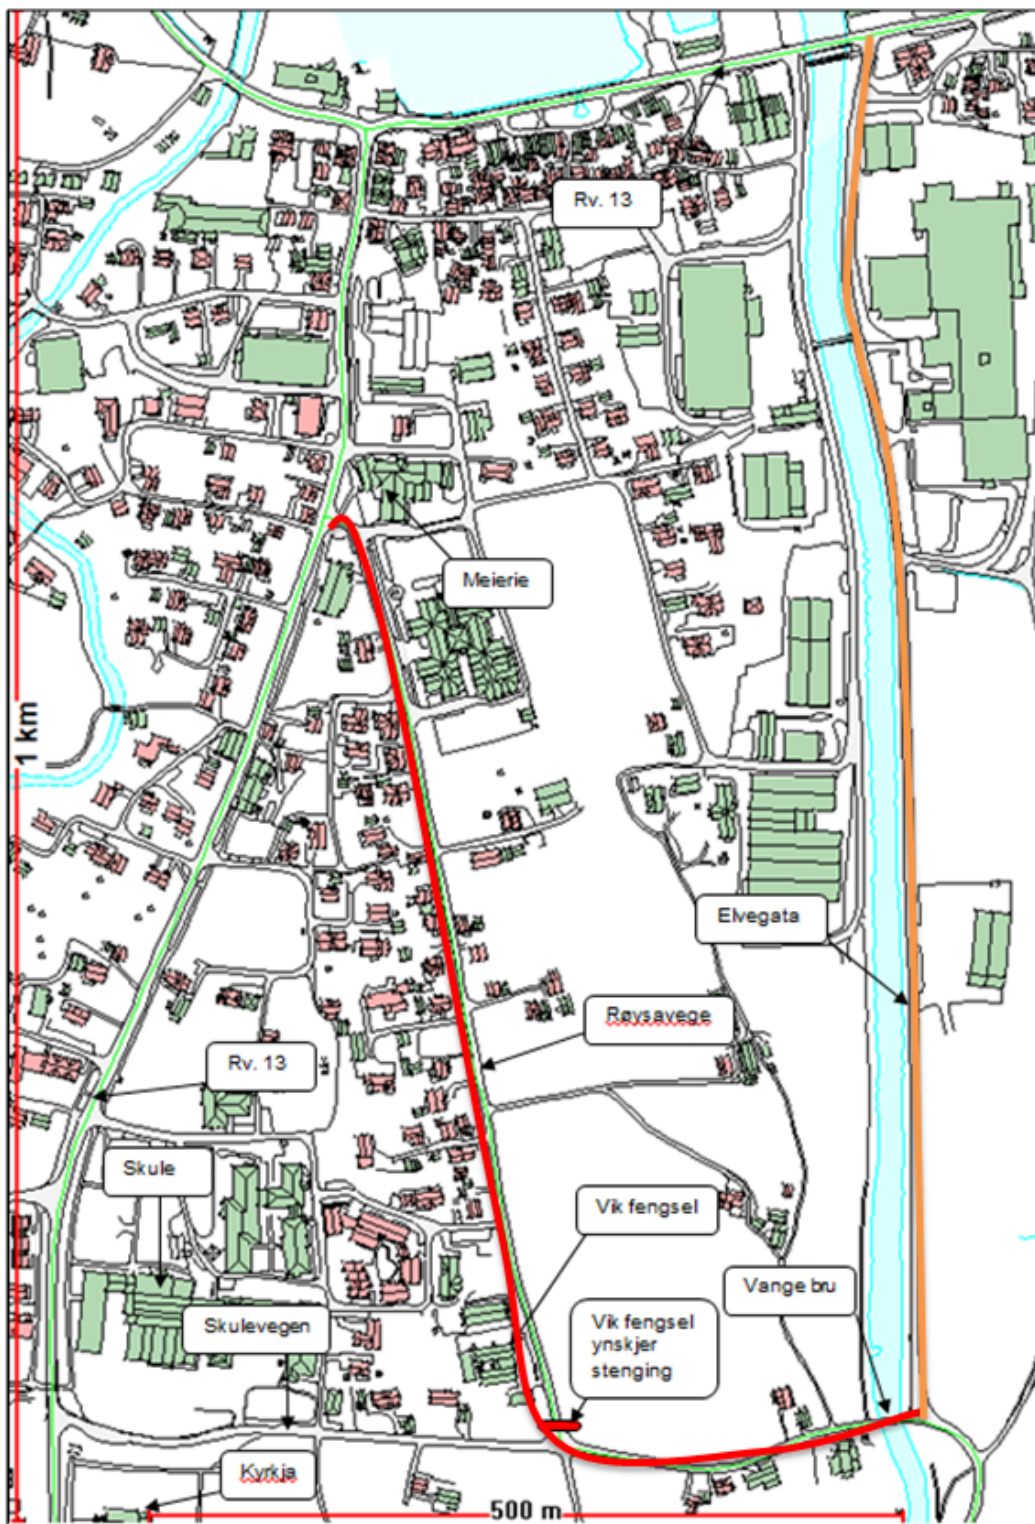 Rv. 13
Meierie
1 km
Elvegata
Røysavege
Rv. 13
Skule
Vik fengsel
Vange bru
Skulevegen
Vik fengsel
ynskjer
stenging
Kyrkja
500 m